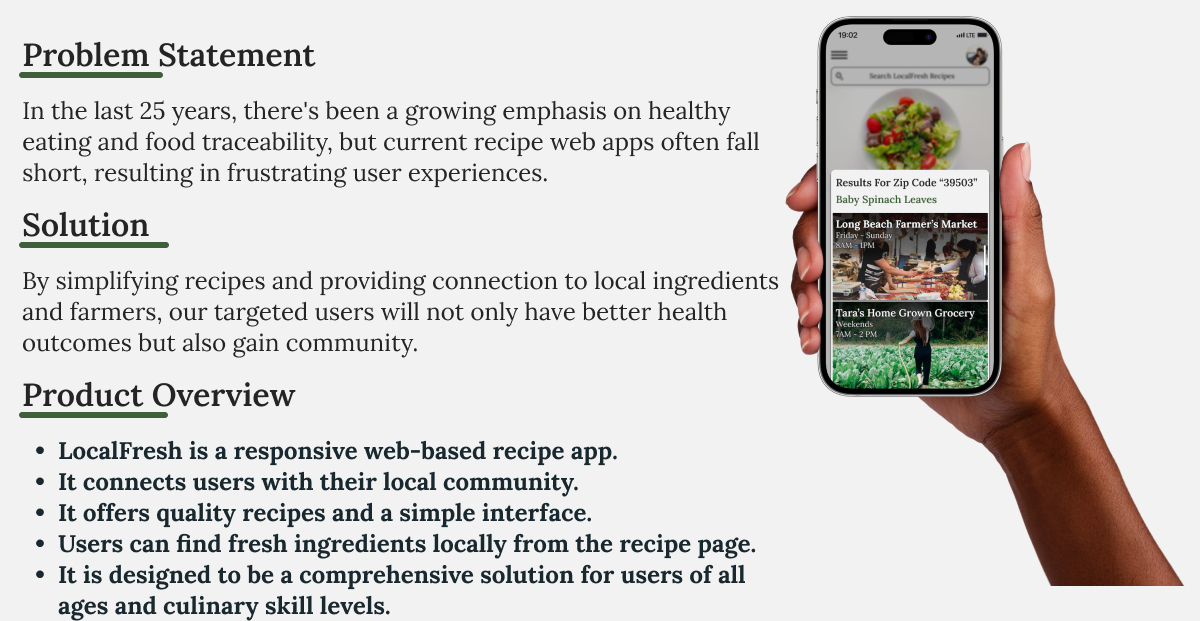 Problem Statement
In the last 25 years, there's been a growing emphasis on healthy
eating and food traceability, but current recipe web apps often fall
short, resulting in frustrating user experiences.
Solution
By simplifying recipes and providing connection to local ingredients
and farmers, our targeted users will not only have better health
outcomes but also gain community.
Product Overview
• LocalFresh is a responsive web-based recipe app.
• It connects users with their local community.
• It offers quality recipes and a simple interface.
• Users can find fresh ingredients locally from the recipe page.
• It is designed to be a comprehensive solution for users of all
ages and culinary skill levels.
19:02
LTE
Search LocalFresh Recipes
Results For Zip Code “39503”
Baby Spinach Leaves
Long Beach Farmer’s Market
Friday - Sunday
8AM - 1PM
Tara’s Home Grown Grocery
Weekends
7AM - 2 PM